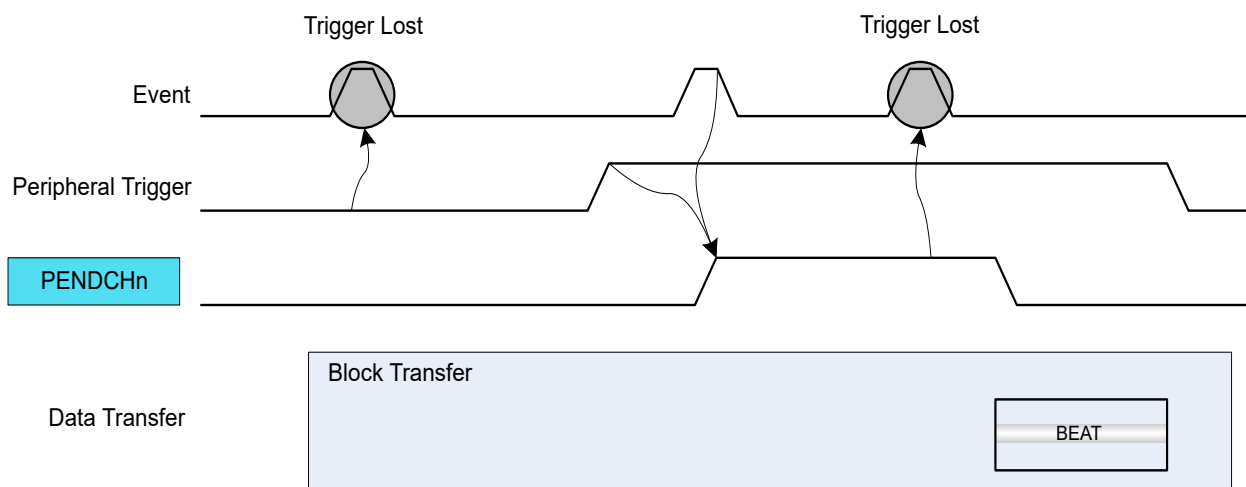 Trigger Lost
Trigger Lost
Event
Peripheral Trigger
PENDCHn
Block Transfer
Data Transfer
BEAT